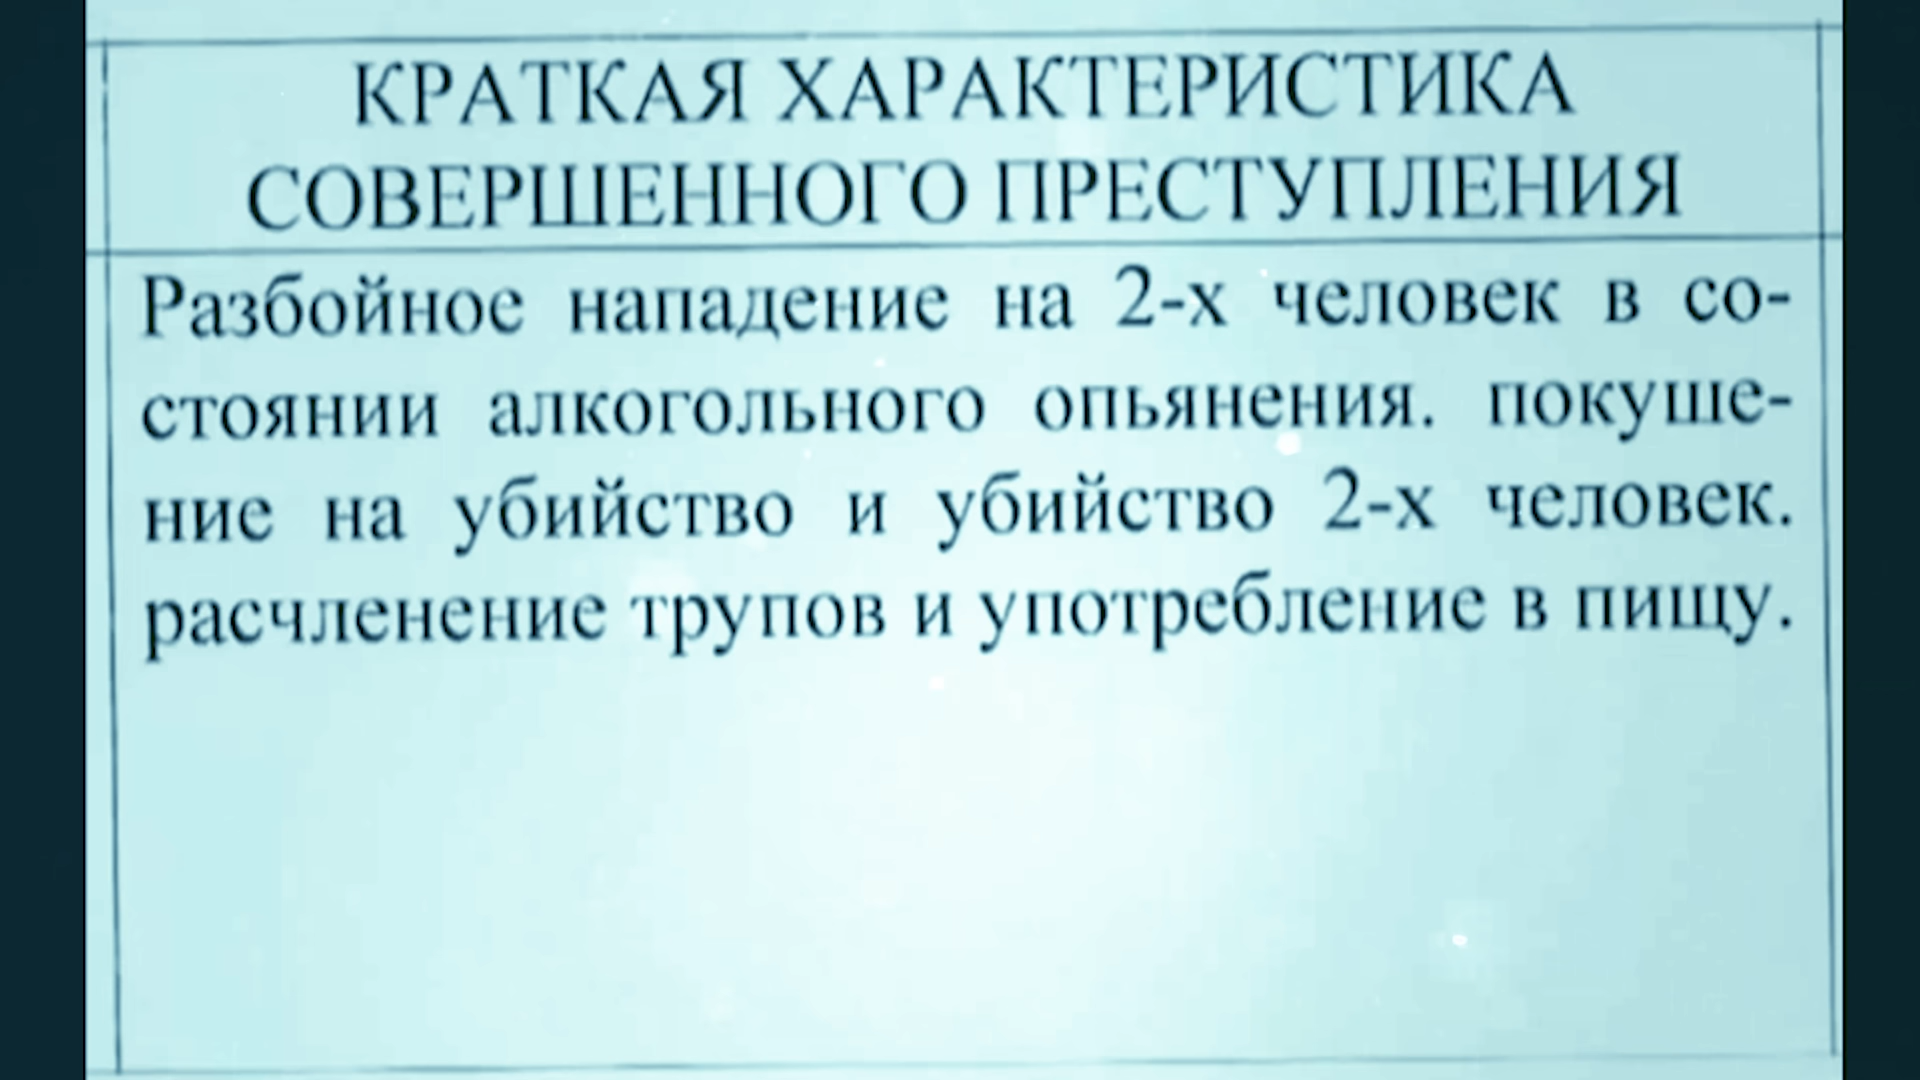 КРАТКАЯ ХАРАКТЕРИСТИКА
СОВЕРШЕННОГО ПРЕСТУПЛЕНИЯ
Разбойное нападение на 2-х человек в со-
стоянии алкогольного опьянения. покуше-
ние на убийство и убийство 2-х человек.
расчленение трупов и употребление в пищу.